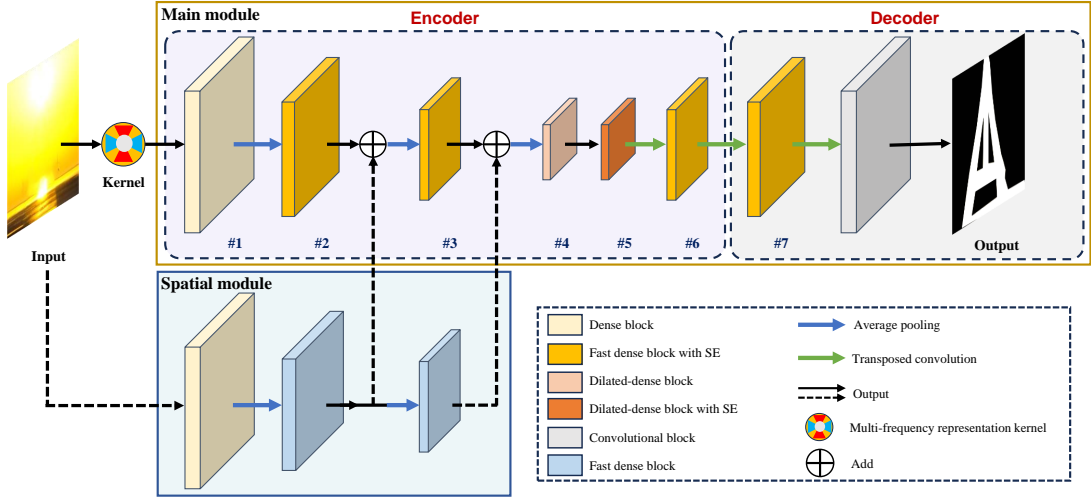 Main module
Encoder
Decoder
Kernel
Input
#1
#2
#3
#4
#5
#6
#7
Output
Spatial module
Dense block
Fast dense block with SE
Dilated-dense block
Dilated-dense block with SE
Convolutional block
Fast dense block
Average pooling
Transposed convolution
Output
Multi-frequency representation kernel
Add